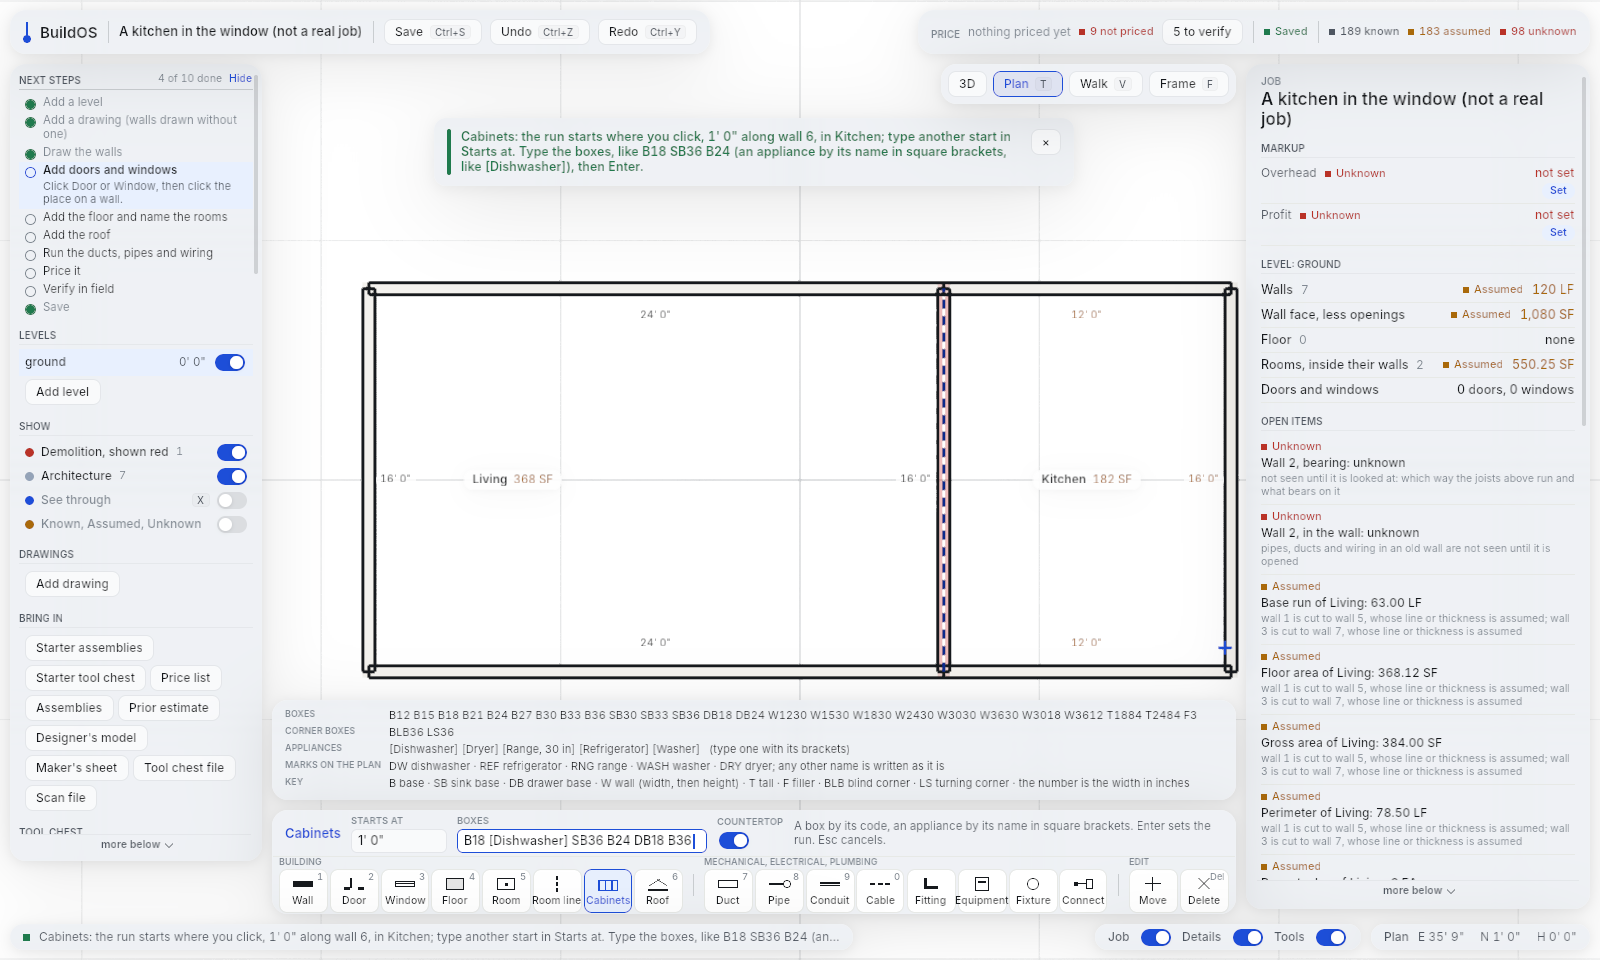 BuildOS
A kitchen in the window (not a real job)
Save Ctrl+S
Undo Ctrl+Z
Redo Ctrl+Y
PRICE nothing priced yet
9 not priced
5 to verify
Saved
189 known
183 assumed
98 unknown
3D
Plan T
Walk V
Frame F
NEXT STEPS 4 of 10 done Hide
Add a level
Add a drawing (walls drawn without
one)
Draw the walls
Add doors and windows
Click Door or Window, then click the
place on a wall.
Add the floor and name the rooms
Add the roof
Run the ducts, pipes and wiring
Price it
Verify in field
Save
LEVELS
ground 0' 0"
Add level
SHOW
Demolition, shown red 1
Architecture 7
See through X
Known, Assumed, Unknown
DRAWINGS
Add drawing
BRING IN
Starter assemblies
Starter tool chest Price list
Assemblies Prior estimate
Designer's model
Maker's sheet Tool chest file
Scan file
TOOL CHEST
more below
Cabinets: the run starts where you click, 1' 0" along wall 6, in Kitchen; type another start in
Starts at. Type the boxes, like B18 SB36 B24 (an appliance by its name in square brackets,
like [Dishwasher]), then Enter.
×
24' 0" 12' 0"
16' 0" Living 368 SF 16' 0" Kitchen 182 SF 16' 0"
24' 0" 12' 0"
BOXES B12 B15 B18 B21 B24 B27 B30 B33 B36 SB30 SB33 SB36 DB18 DB24 W1230 W1530 W1830 W2430 W3030 W3630 W3018 W3612 T1884 T2484 F3
CORNER BOXES BLB36 LS36
APPLIANCES [Dishwasher] [Dryer] [Range, 30 in] [Refrigerator] [Washer] (type one with its brackets)
MARKS ON THE PLAN DW dishwasher · REF refrigerator · RNG range · WASH washer · DRY dryer; any other name is written as it is
KEY B base · SB sink base · DB drawer base · W wall (width, then height) · T tall · F filler · BLB blind corner · LS turning corner · the number is the width in inches
Cabinets
STARTS AT
1' 0"
BOXES
B18 [Dishwasher] SB36 B24 DB18 B36
COUNTERTOP
A box by its code, an appliance by its name in square brackets. Enter sets the
run. Esc cancels.
BUILDING
Wall 1
Door 2
Window 3
Floor 4
Room 5
Room line
Cabinets
Roof 6
MECHANICAL, ELECTRICAL, PLUMBING
Duct 7
Pipe 8
Conduit 9
Cable 0
Fitting
Equipment
Fixture
Connect
EDIT
Move
Delete Del
JOB
A kitchen in the window (not a real
job)
MARKUP
Overhead Unknown not set
Set
Profit Unknown not set
Set
LEVEL: GROUND
Walls 7 Assumed 120 LF
Wall face, less openings Assumed 1,080 SF
Floor 0 none
Rooms, inside their walls 2 Assumed 550.25 SF
Doors and windows 0 doors, 0 windows
OPEN ITEMS
Unknown
Wall 2, bearing: unknown
not seen until it is looked at: which way the joists above run and
what bears on it
Unknown
Wall 2, in the wall: unknown
pipes, ducts and wiring in an old wall are not seen until it is
opened
Assumed
Base run of Living: 63.00 LF
wall 1 is cut to wall 5, whose line or thickness is assumed; wall
3 is cut to wall 7, whose line or thickness is assumed
Assumed
Floor area of Living: 368.12 SF
wall 1 is cut to wall 5, whose line or thickness is assumed; wall
3 is cut to wall 7, whose line or thickness is assumed
Assumed
Gross area of Living: 384.00 SF
wall 1 is cut to wall 5, whose line or thickness is assumed; wall
3 is cut to wall 7, whose line or thickness is assumed
Assumed
Perimeter of Living: 78.50 LF
wall 1 is cut to wall 5, whose line or thickness is assumed; wall
3 is cut to wall 7, whose line or thickness is assumed
Assumed
more below
Cabinets: the run starts where you click, 1' 0" along wall 6, in Kitchen; type another start in Starts at. Type the boxes, like B18 SB36 B24 (an...
Job
Details
Tools
Plan E 35' 9" N 1' 0" H 0' 0"